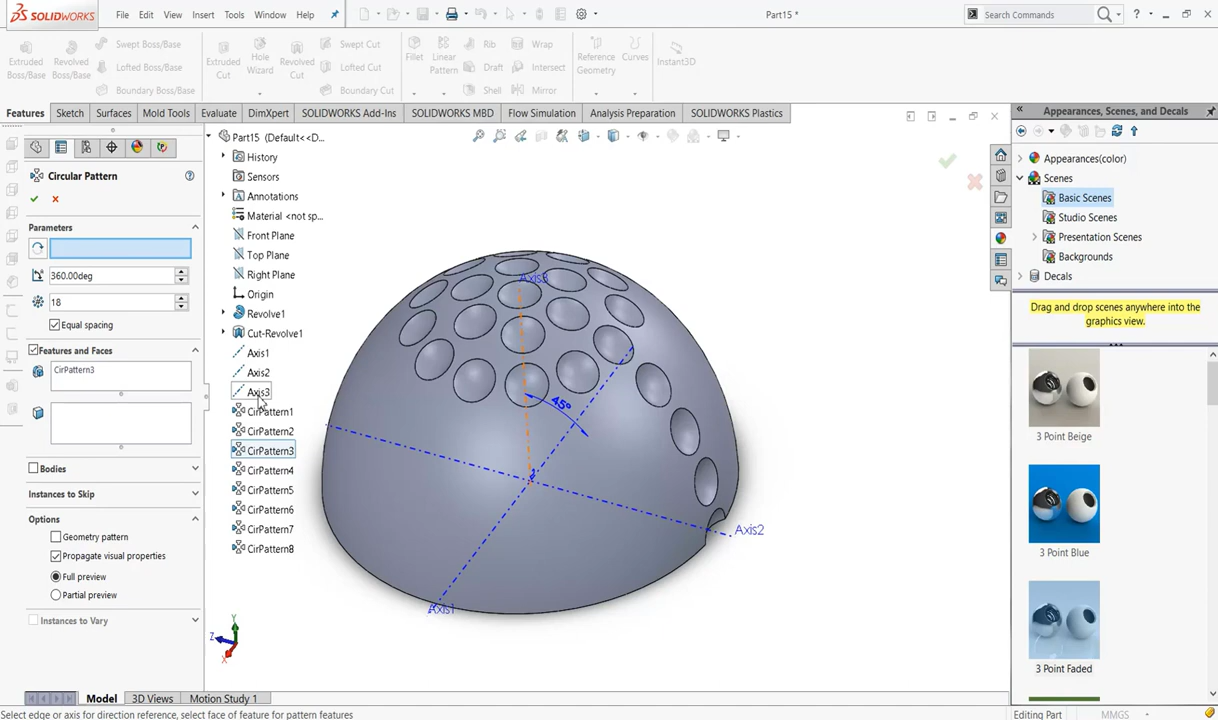 SOLIDWORKS File Edit View Insert Tools Window Help Part15 * Search Commands
Extruded Boss/Base Revolved Boss/Base Swept Boss/Base Lofted Boss/Base Boundary Boss/Base Extruded Cut Hole Wizard Revolved Cut Swept Cut Lofted Cut Boundary Cut Fillet Linear Pattern Rib Draft Shell Wrap Intersect Mirror Reference Geometry Curves Instant3D
Features Sketch Surfaces Mold Tools Evaluate DimXpert SOLIDWORKS Add-Ins SOLIDWORKS MBD Flow Simulation Analysis Preparation SOLIDWORKS Plastics
Circular Pattern
Parameters
360.00deg
18
Equal spacing
Features and Faces
CirPattern3
Bodies
Instances to Skip
Options
Geometry pattern
Propagate visual properties
Full preview
Partial preview
Instances to Vary
Part15 (Default<<D...
History
Sensors
Annotations
Material <not sp...
Front Plane
Top Plane
Right Plane
Origin
Revolve1
Cut-Revolve1
Axis1
Axis2
Axis3
CirPattern1
CirPattern2
CirPattern3
CirPattern4
CirPattern5
CirPattern6
CirPattern7
CirPattern8
Axis3
45°
Axis2
Axis1
Y
Z
X
Appearances, Scenes, and Decals
Appearances(color)
Scenes
Basic Scenes
Studio Scenes
Presentation Scenes
Backgrounds
Decals
Drag and drop scenes anywhere into the
graphics view.
3 Point Beige
3 Point Blue
3 Point Faded
Model 3D Views Motion Study 1
Select edge or axis for direction reference, select face of feature for pattern features Editing Part MMGS